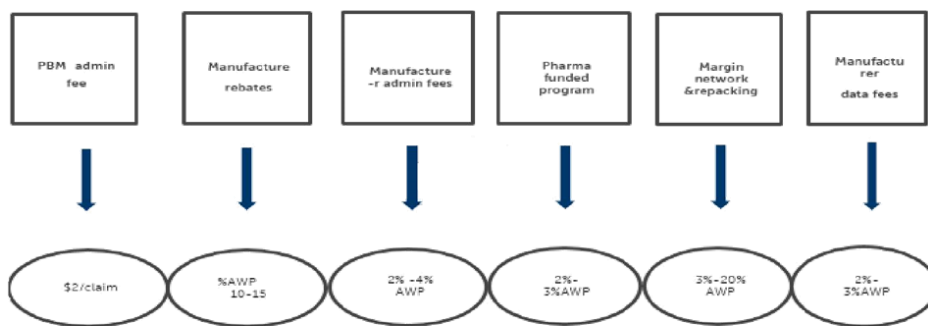 PBM admin
fee
Manufacture
rebates
Manufacture
-r admin fees
Pharma
funded
program
Margin
network
&repacking
Manufactu
rer
data fees
$2/claim
%AWP
10-15
2% -4%
AWP
2%-
3%AWP
3%-20%
AWP
2%-
3%AWP